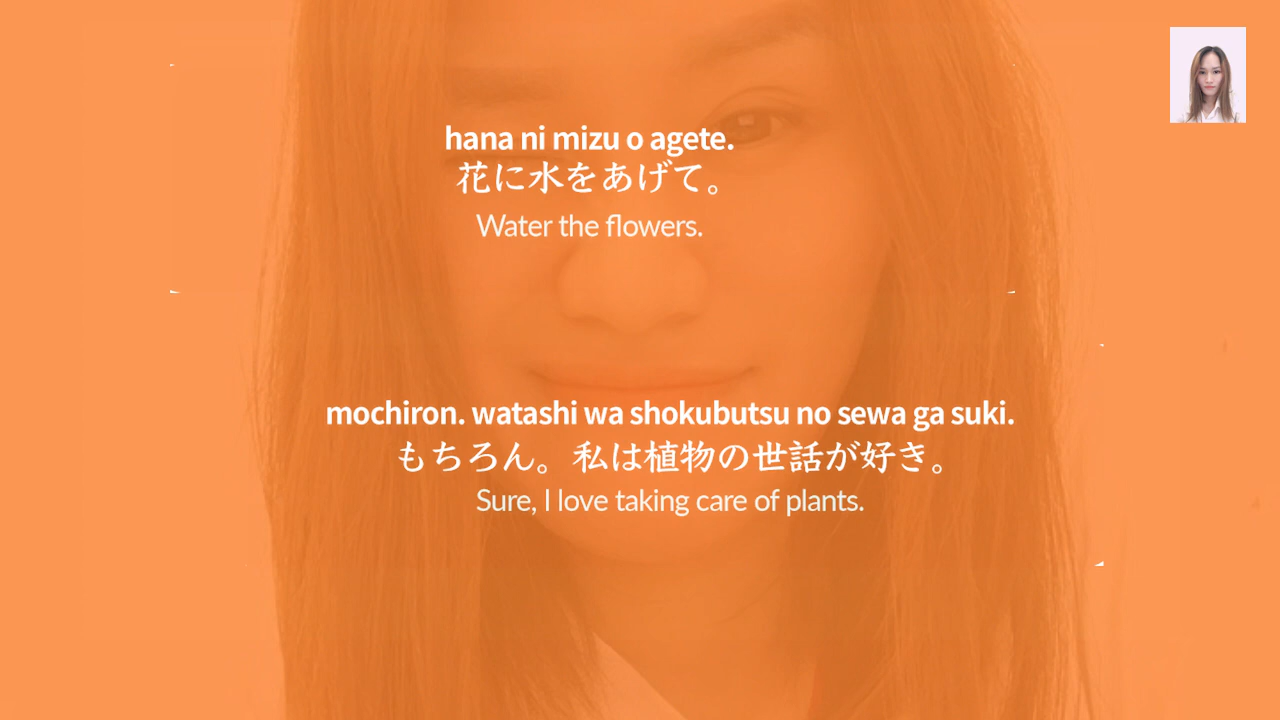 hana ni mizu o agete.
花に水をあげて。
Water the flowers.
mochiron. watashi wa shokubutsu no sewa ga suki.
もちろん。私は植物の世話が好き。
Sure, I love taking care of plants.